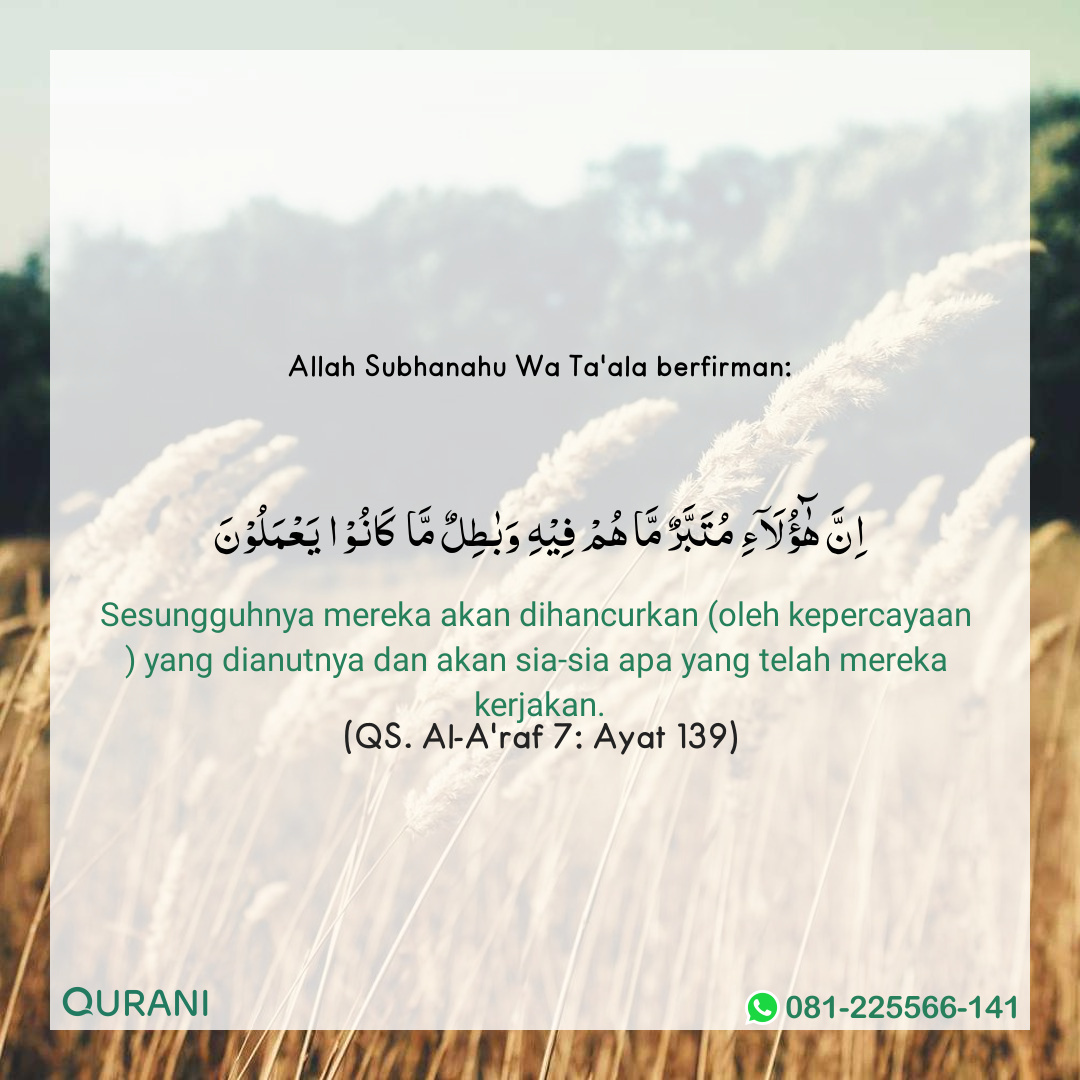 Allah Subhanahu Wa Ta'ala berfirman:
اِنَّ هٰٓؤُلَآءِ مُتَبَّرٌ مَّا هُمْ فِيْهِ وَبٰطِلٌ مَّا كَانُوْا يَعْمَلُوْنَ
Sesungguhnya mereka akan dihancurkan (oleh kepercayaan
) yang dianutnya dan akan sia-sia apa yang telah mereka
kerjakan.
(QS. Al-A'raf 7: Ayat 139)
QURANI
081-225566-141